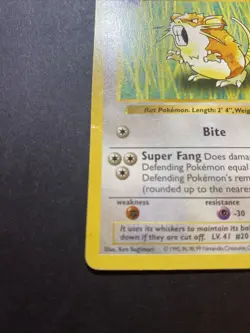 Rat Pokémon. Length: 2' 4", Weig
Bite
Super Fang Does dama
Defending Pokémon equal
Defending Pokémon's rem
(rounded up to the neares
weakness
resistance
-30
It uses its whiskers to maintain its bal
down if they are cut off. LV. 41 #20
Illus. Ken Sugimori
© 1995, 96, 98, 99 Nintendo, Creatures, G